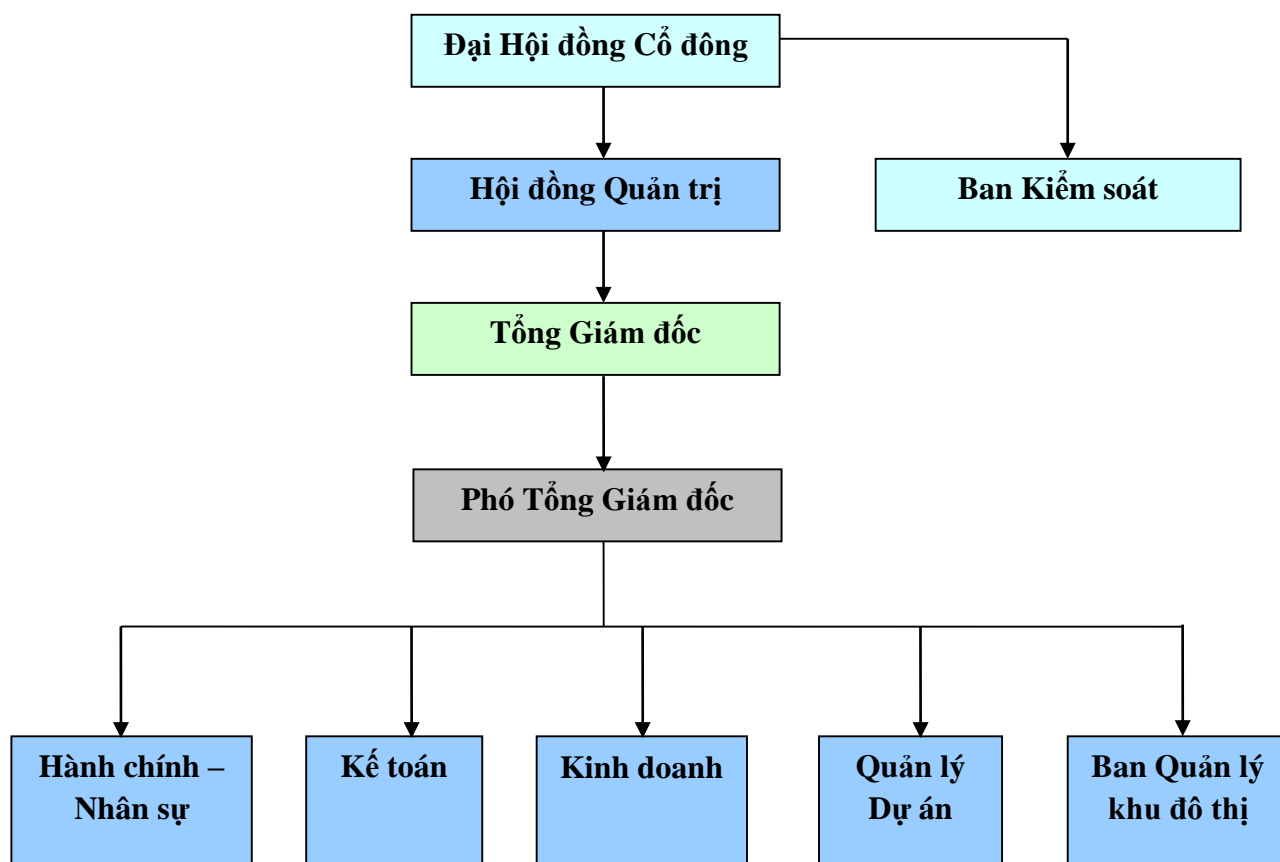 Đại Hội đồng Cổ đông
Hội đồng Quản trị
Ban Kiểm soát
Tổng Giám đốc
Phó Tổng Giám đốc
Hành chính –
Nhân sự
Kế toán
Kinh doanh
Quản lý
Dự án
Ban Quản lý
khu đô thị